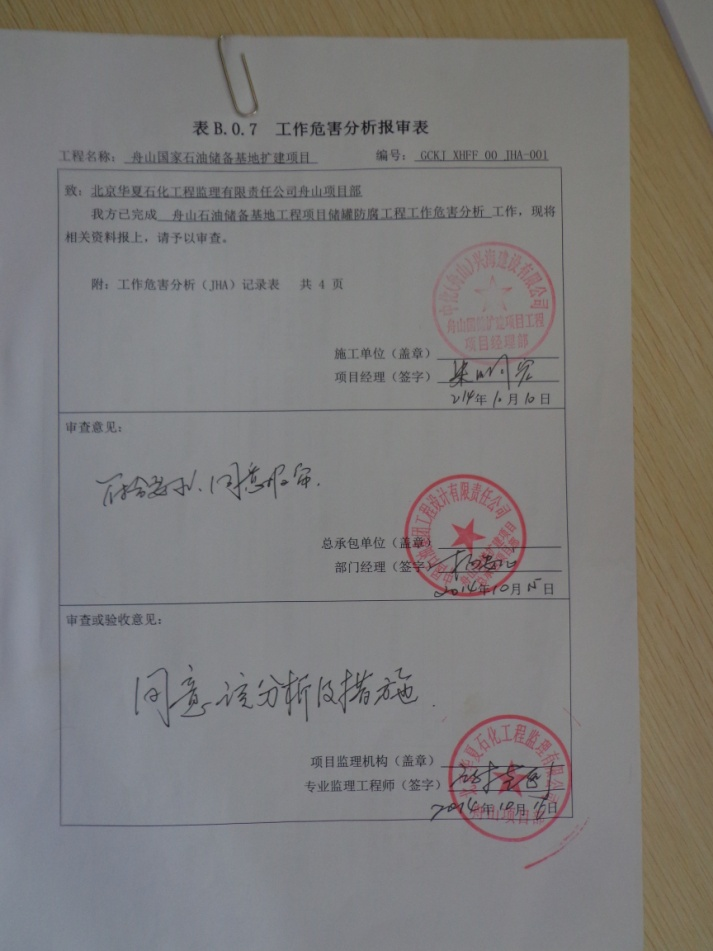 表 B.0.7 工作危害分析报审表
工程名称： 舟山国家石油储备基地扩建项目 编号： GCKJ XHFF 00 JHA-001
致：北京华夏石化工程监理有限责任公司舟山项目部
我方已完成 舟山石油储备基地工程项目储罐防腐工程工作危害分析 工作，现将
相关资料报上，请予以审查。
附：工作危害分析（JHA）记录表 共 4 页
施工单位（盖章）
项目经理（签字）
年10月10日
审查意见：
符合要求、同意报审.
总承包单位（盖章）
部门经理（签字）
2014年10月15日
审查或验收意见：
同意该分析及措施.
项目监理机构（盖章）
专业监理工程师（签字）
2014年10月15日